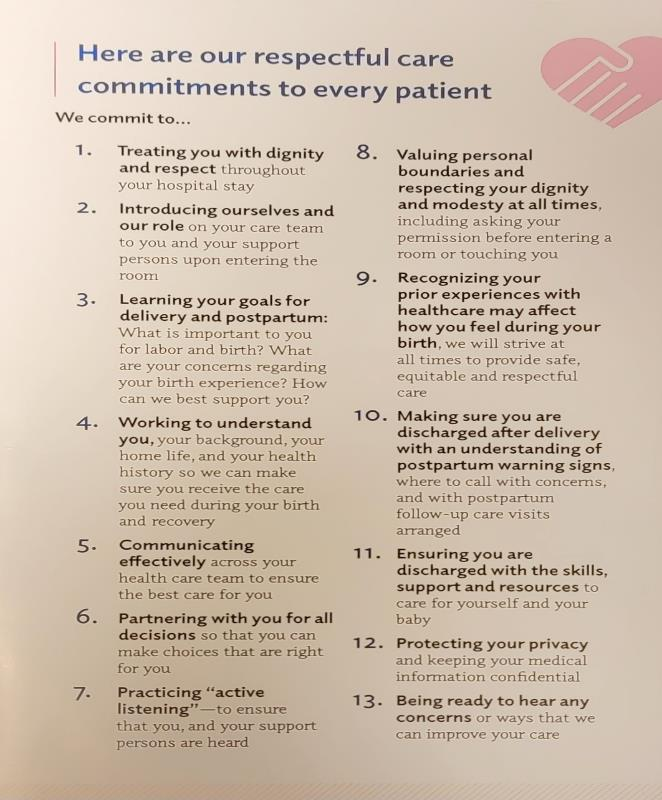 Here are our respectful care
commitments to every patient
We commit to...
1. Treating you with dignity
and respect throughout
your hospital stay
2. Introducing ourselves and
our role on your care team
to you and your support
persons upon entering the
room
3. Learning your goals for
delivery and postpartum:
What is important to you
for labor and birth? What
are your concerns regarding
your birth experience? How
can we best support you?
4. Working to understand
you, your background, your
home life, and your health
history so we can make
sure you receive the care
you need during your birth
and recovery
5. Communicating
effectively across your
health care team to ensure
the best care for you
6. Partnering with you for all
decisions so that you can
make choices that are right
for you
7. Practicing “active
listening”—to ensure
that you, and your support
persons are heard
8. Valuing personal
boundaries and
respecting your dignity
and modesty at all times,
including asking your
permission before entering a
room or touching you
9. Recognizing your
prior experiences with
healthcare may affect
how you feel during your
birth, we will strive at
all times to provide safe,
equitable and respectful
care
10. Making sure you are
discharged after delivery
with an understanding of
postpartum warning signs,
where to call with concerns,
and with postpartum
follow-up care visits
arranged
11. Ensuring you are
discharged with the skills,
support and resources to
care for yourself and your
baby
12. Protecting your privacy
and keeping your medical
information confidential
13. Being ready to hear any
concerns or ways that we
can improve your care